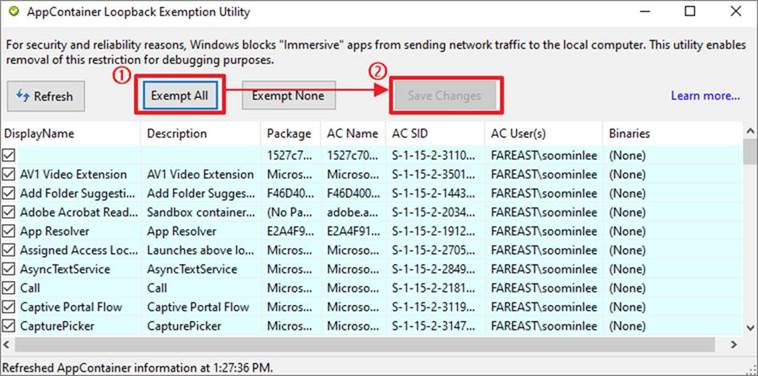 AppContainer Loopback Exemption Utility
For security and reliability reasons, Windows blocks "Immersive" apps from sending network traffic to the local computer. This utility enables
removal of this restriction for debugging purposes.
① ②
Refresh Exempt All Exempt None Save Changes Learn more...
DisplayName Description Package AC Name AC SID AC User(s) Binaries
1527c7... 1527c70... S-1-15-2-3110... FAREAST\soominlee (None)
AV1 Video Extension AV1 Video Extension Micros... Micros... S-1-15-2-3501... FAREAST\soominlee (None)
Add Folder Suggesti... Add Folder Sugges... F46D40... F46D400... S-1-15-2-1443... FAREAST\soominlee (None)
Adobe Acrobat Read... Sandbox container... (No Pa... adobe.a... S-1-15-2-2034... FAREAST\soominlee (None)
App Resolver App Resolver E2A4F9... E2A4F91... S-1-15-2-1912... FAREAST\soominlee (None)
Assigned Access Loc... Launches above lo... Micros... Micros... S-1-15-2-2705... FAREAST\soominlee (None)
AsyncTextService AsyncTextService Micros... Micros... S-1-15-2-2849... FAREAST\soominlee (None)
Call Call Micros... Micros... S-1-15-2-2181... FAREAST\soominlee (None)
Captive Portal Flow Captive Portal Flow Micros... Micros... S-1-15-2-3119... FAREAST\soominlee (None)
CapturePicker CapturePicker Micros... Micros... S-1-15-2-3147... FAREAST\soominlee (None)
Refreshed AppContainer information at 1:27:36 PM.